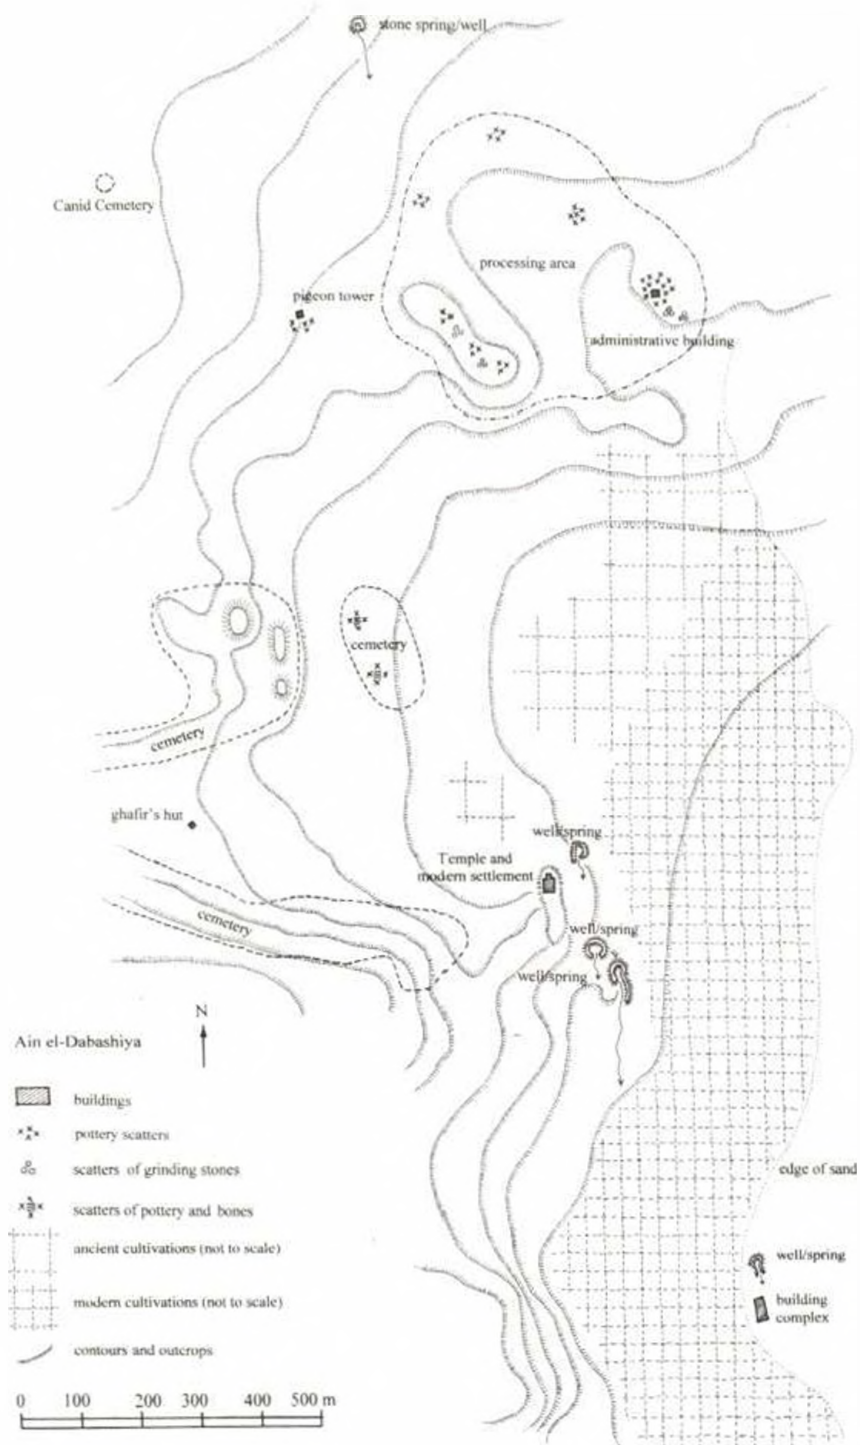 stone spring/well
Canid Cemetery
processing area
pigeon tower
administrative building
cemetery
cemetery
ghafir's hut
well/spring
Temple and
modern settlement
cemetery
well/spring
well/spring
N
Ain el-Dabashiya
buildings
pottery scatters
scatters of grinding stones
scatters of pottery and bones
ancient cultivations (not to scale)
modern cultivations (not to scale)
contours and outcrops
0 100 200 300 400 500 m
edge of sand
well/spring
building
complex